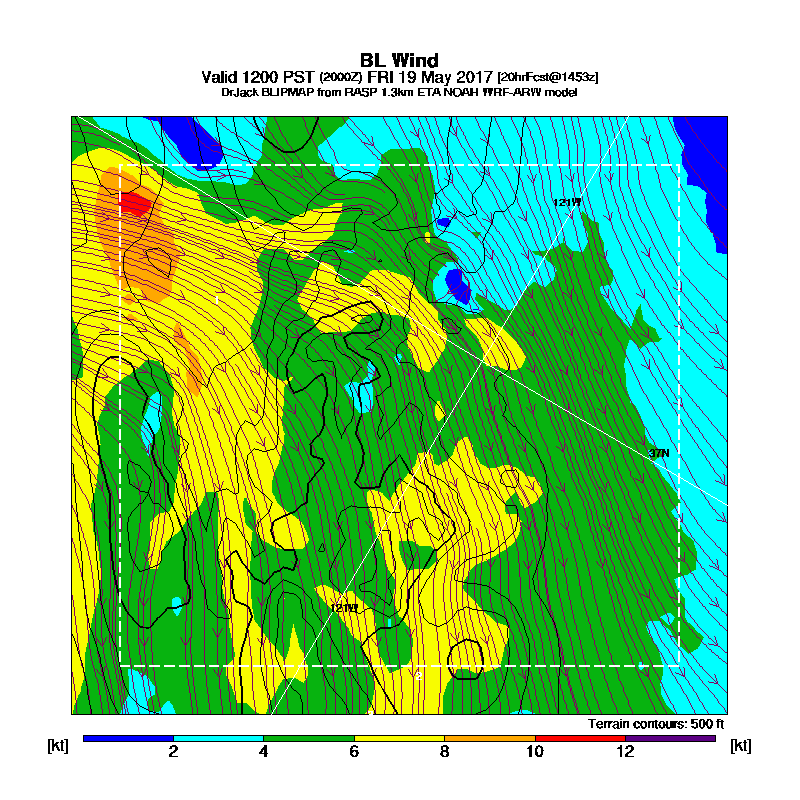 BL Wind
Valid 1200 PST (2000Z) FRI 19 May 2017 [20hrFcst@1453z]
DrJack BLIPMAP from RASP 1.3km ETA NOAH WRF-ARW model
121W
37N
121W
Terrain contours: 500 ft
[kt] 2 4 6 8 10 12 [kt]